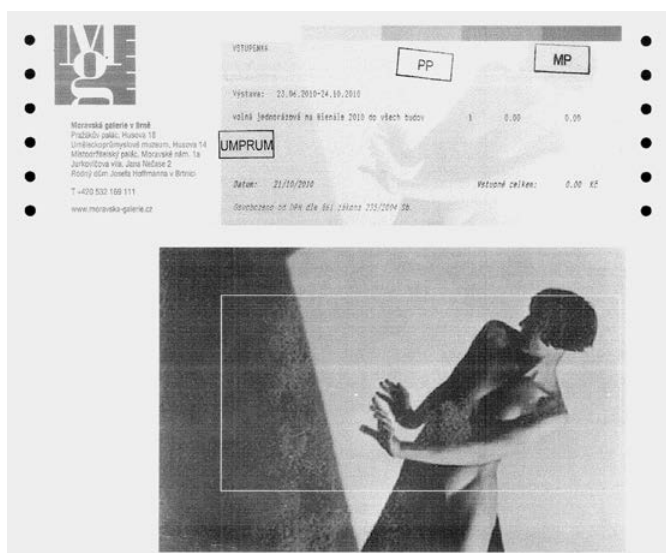 Mg
Moravská galerie v Brně
Pražákův palác, Husova 18
Uměleckoprůmyslové muzeum, Husova 14
Místodržitelský palác, Moravské nám. 1a
Jurkovičova vila, Jana Nečase 2
Rodný dům Josefa Hoffmanna v Brtnici
T +420 532 169 111
www.moravska-galerie.cz
VSTUPENKA
PP
MP
Výstava: 23.06.2010-24.10.2010
volná jednorázová na Bienále 2010 do všech budov 1 0.00 0.00
UMPRUM
Datum: 21/10/2010 Vstupné celkem: 0.00 Kč
Osvobozeno od DPH dle §61 zákona 235/2004 Sb.